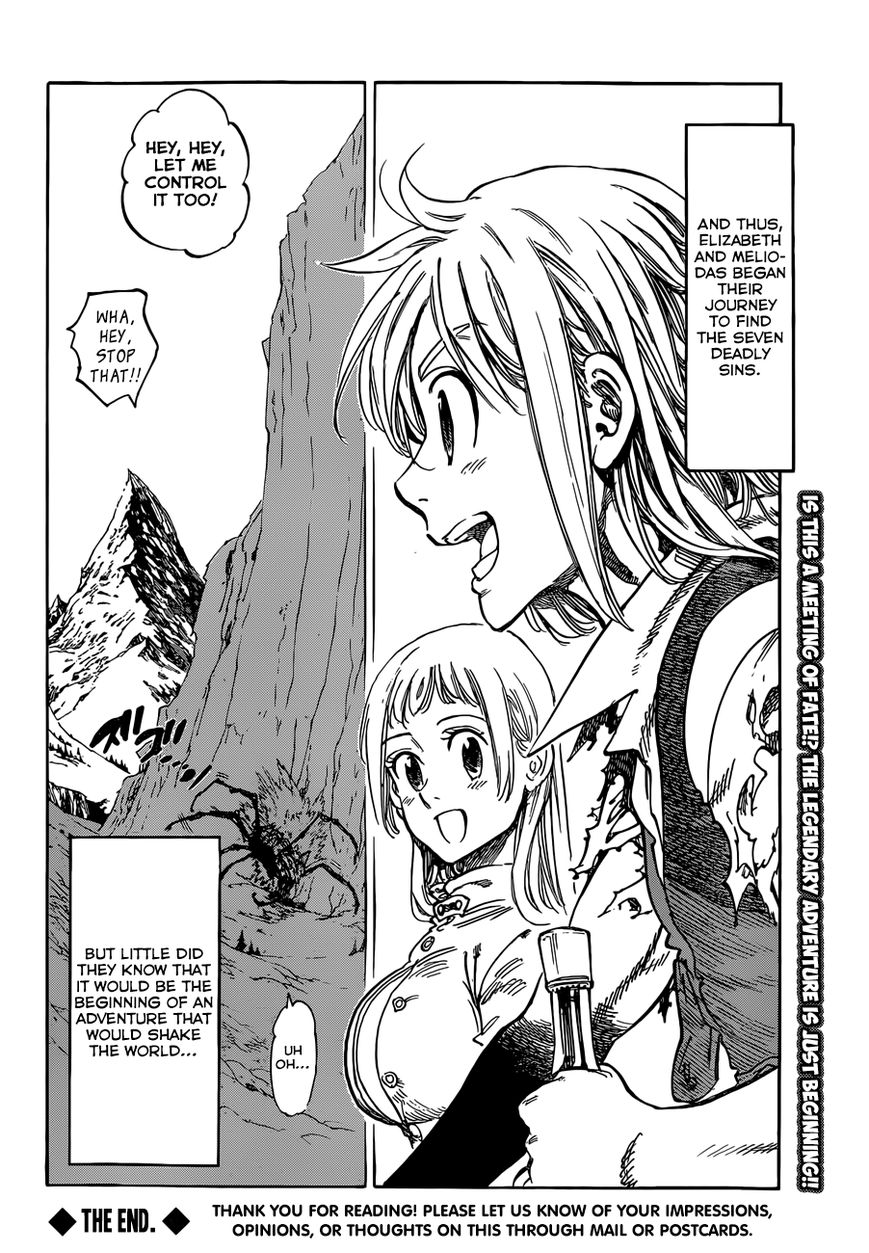 AND THUS,
ELIZABETH
AND MELIO-
DAS BEGAN
THEIR
JOURNEY
TO FIND
THE SEVEN
DEADLY
SINS.
HEY, HEY,
LET ME
CONTROL
IT TOO!
WHA,
HEY,
STOP
THAT!!
ズズ...
UH
OH...
BUT LITTLE DID
THEY KNOW THAT
IT WOULD BE THE
BEGINNING OF AN
ADVENTURE THAT
WOULD SHAKE
THE WORLD...
IS THIS A MEETING OF FATE!? THE LEGENDARY ADVENTURE IS JUST BEGINNING!!
THE END.
THANK YOU FOR READING! PLEASE LET US KNOW OF YOUR IMPRESSIONS,
OPINIONS, OR THOUGHTS ON THIS THROUGH MAIL OR POSTCARDS.